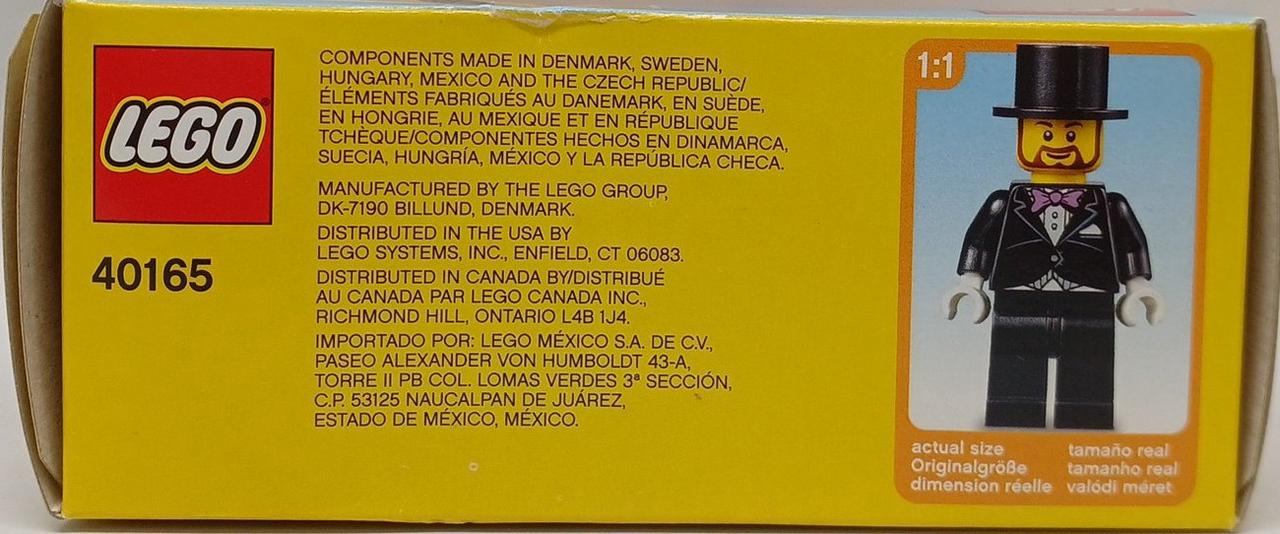 LEGO
40165
COMPONENTS MADE IN DENMARK, SWEDEN,
HUNGARY, MEXICO AND THE CZECH REPUBLIC/
ÉLÉMENTS FABRIQUÉS AU DANEMARK, EN SUÈDE,
EN HONGRIE, AU MEXIQUE ET EN RÉPUBLIQUE
TCHÈQUE/COMPONENTES HECHOS EN DINAMARCA,
SUECIA, HUNGRÍA, MÉXICO Y LA REPÚBLICA CHECA.
MANUFACTURED BY THE LEGO GROUP,
DK-7190 BILLUND, DENMARK.
DISTRIBUTED IN THE USA BY
LEGO SYSTEMS, INC., ENFIELD, CT 06083.
DISTRIBUTED IN CANADA BY/DISTRIBUÉ
AU CANADA PAR LEGO CANADA INC.,
RICHMOND HILL, ONTARIO L4B 1J4.
IMPORTADO POR: LEGO MÉXICO S.A. DE C.V.,
PASEO ALEXANDER VON HUMBOLDT 43-A,
TORRE II PB COL. LOMAS VERDES 3ª SECCIÓN,
C.P. 53125 NAUCALPAN DE JUÁREZ,
ESTADO DE MÉXICO, MÉXICO.
1:1
actual size
Originalgröße
dimension réelle
tamaño real
tamanho real
valódi méret